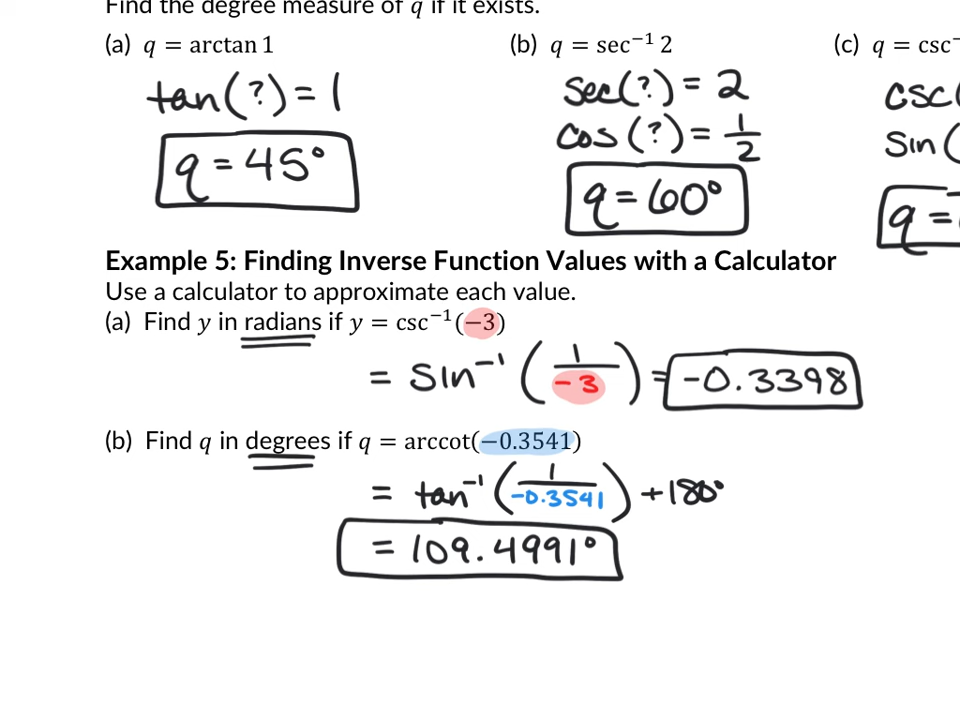 Find the degree measure of q if it exists.
(a) q = arctan 1
(b) q = sec⁻¹ 2
(c) q = csc⁻
tan(?) = 1
sec(?) = 2
csc(
cos(?) = 1/2
sin(
q = 45°
q = 60°
q =
Example 5: Finding Inverse Function Values with a Calculator
Use a calculator to approximate each value.
(a) Find y in radians if y = csc⁻¹(−3)
= sin⁻¹(1/-3) = -0.3398
(b) Find q in degrees if q = arccot(−0.3541)
= tan⁻¹(1/-0.3541) + 180°
= 109.4991°